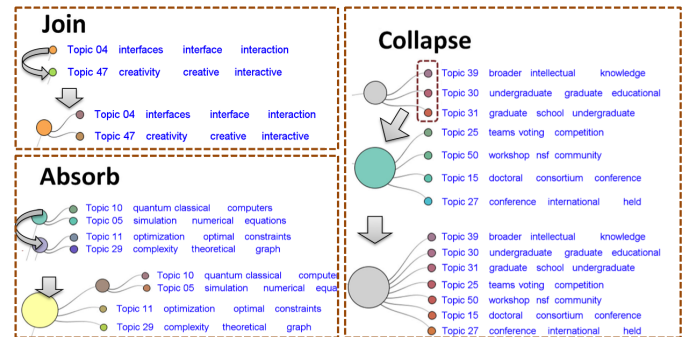 Join
Topic 04 interfaces interface interaction
Topic 47 creativity creative interactive
Topic 04 interfaces interface interaction
Topic 47 creativity creative interactive
Absorb
Topic 10 quantum classical computers
Topic 05 simulation numerical equations
Topic 11 optimization optimal constraints
Topic 29 complexity theoretical graph
Topic 10 quantum classical compute
Topic 05 simulation numerical equa
Topic 11 optimization optimal constraints
Topic 29 complexity theoretical graph
Collapse
Topic 39 broader intellectual knowledge
Topic 30 undergraduate graduate educational
Topic 31 graduate school undergraduate
Topic 25 teams voting competition
Topic 50 workshop nsf community
Topic 15 doctoral consortium conference
Topic 27 conference international held
Topic 39 broader intellectual knowledge
Topic 30 undergraduate graduate educational
Topic 31 graduate school undergraduate
Topic 25 teams voting competition
Topic 50 workshop nsf community
Topic 15 doctoral consortium conference
Topic 27 conference international held